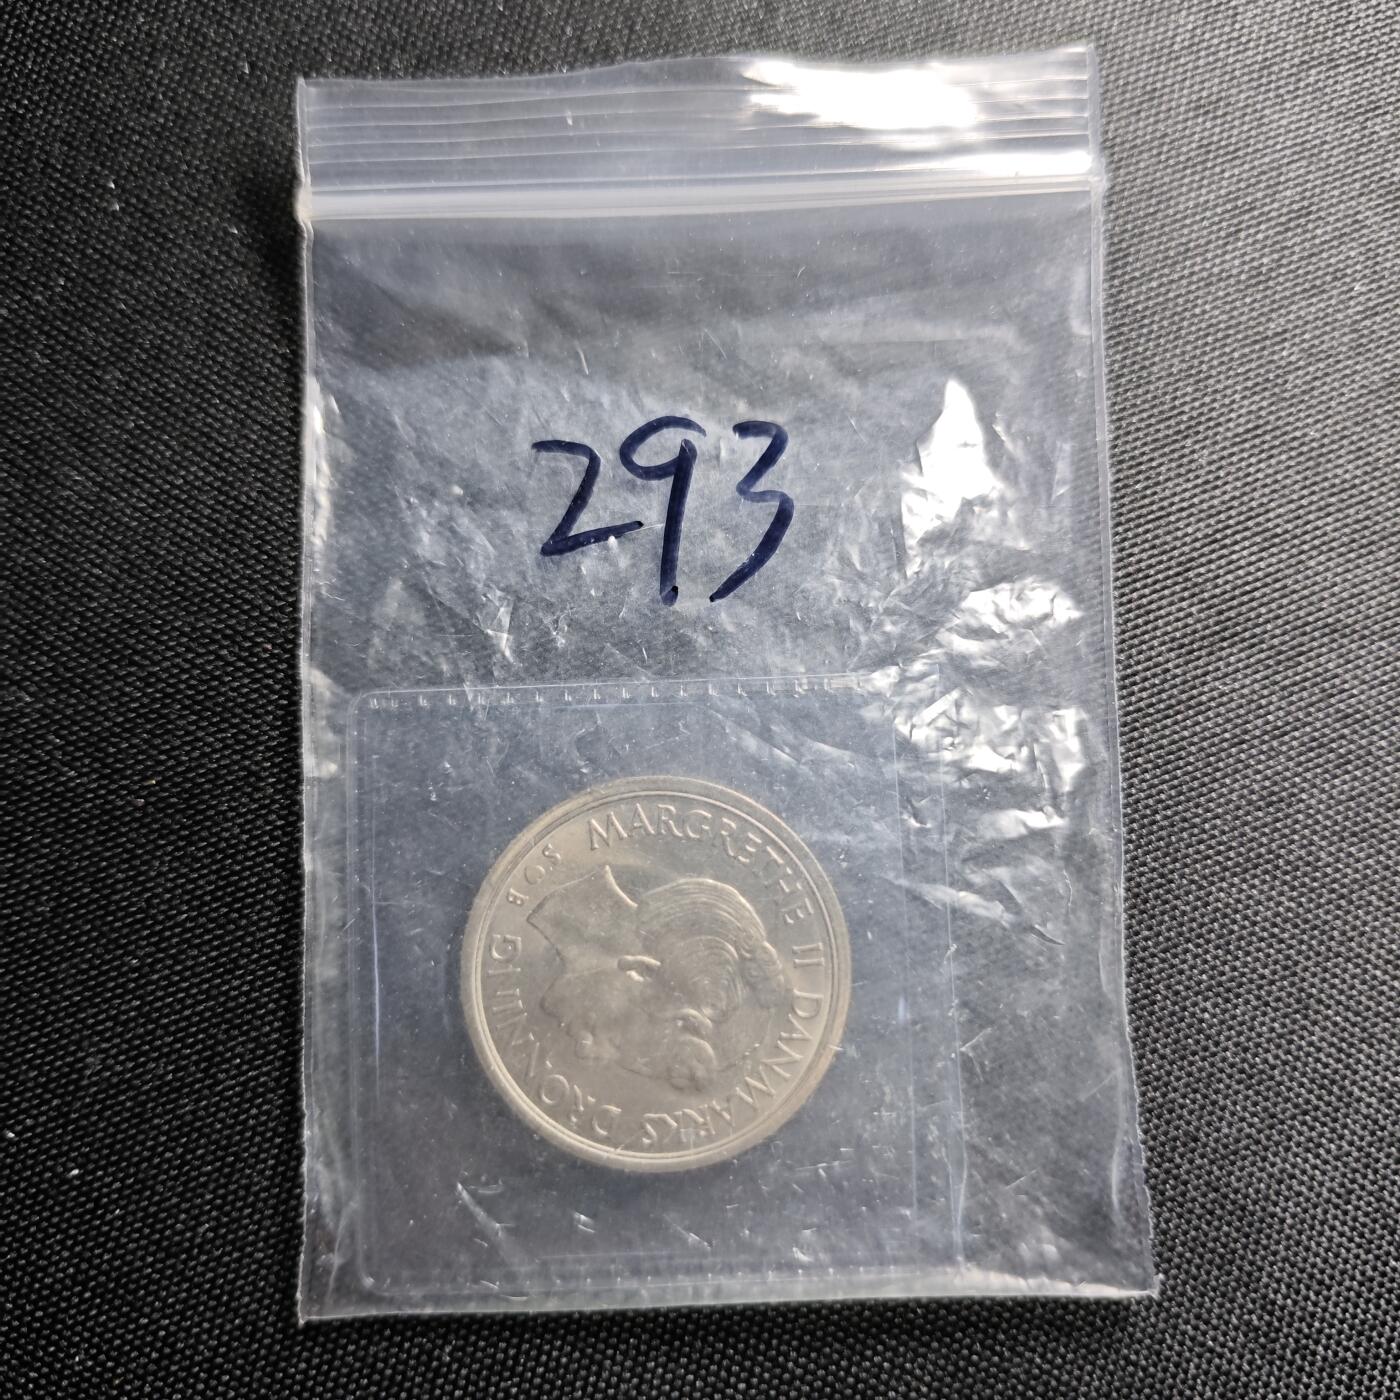 293
MARGRETHE II DANMARKS DRONNING